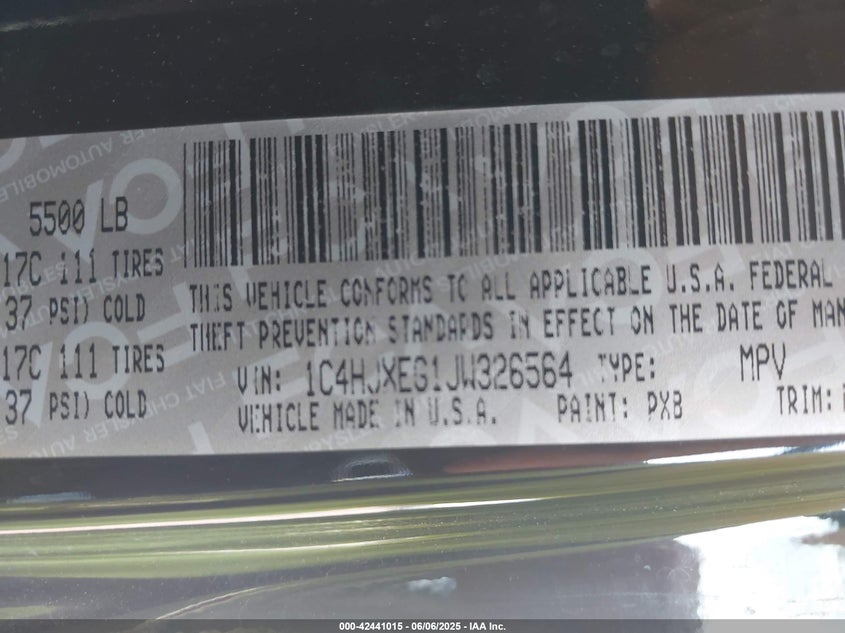 5500 LB
17C 111 TIRES
37 PSI) COLD
17C 111 TIRES
37 PSI) COLD
THIS VEHICLE CONFORMS TO ALL APPLICABLE U.S.A. FEDERAL
THEFT PREVENTION STANDARDS IN EFFECT ON THE DATE OF MAN
VIN: 1C4HJXEG1JW326564 TYPE: MPV
VEHICLE MADE IN U.S.A. PAINT: PX8 TRIM:
000-42441015 - 06/06/2025 - IAA Inc.